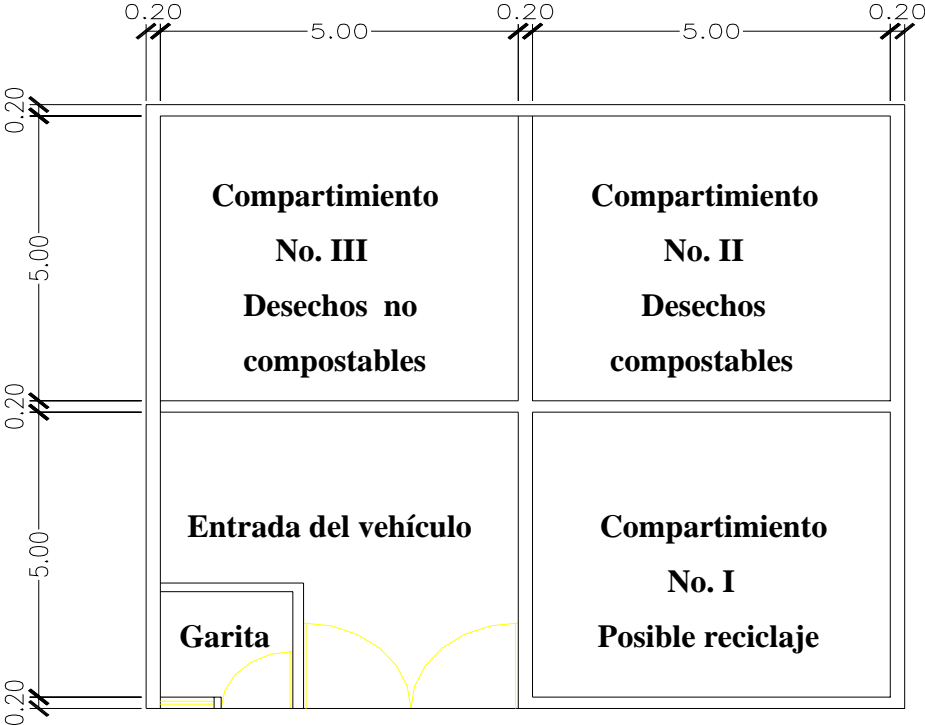 0.20 0.20 0.20
5.00 5.00
0.20
5.00
0.20
5.00
0.20
Compartimiento
No. III
Desechos no
compostables
Compartimiento
No. II
Desechos
compostables
Entrada del vehículo
Garita
Compartimiento
No. I
Posible reciclaje